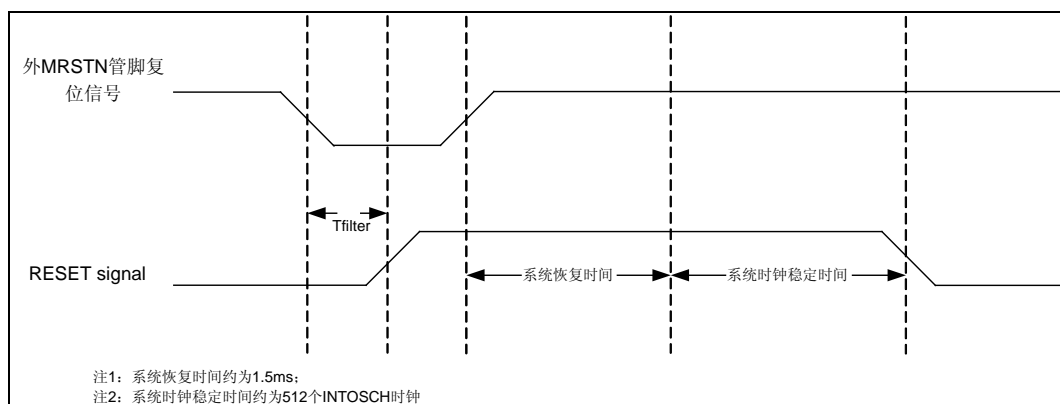 外MRSTN管脚复
位信号
Tfilter
RESET signal
系统恢复时间
系统时钟稳定时间
注1：系统恢复时间约为1.5ms；
注2：系统时钟稳定时间约为512个INTOSCH时钟